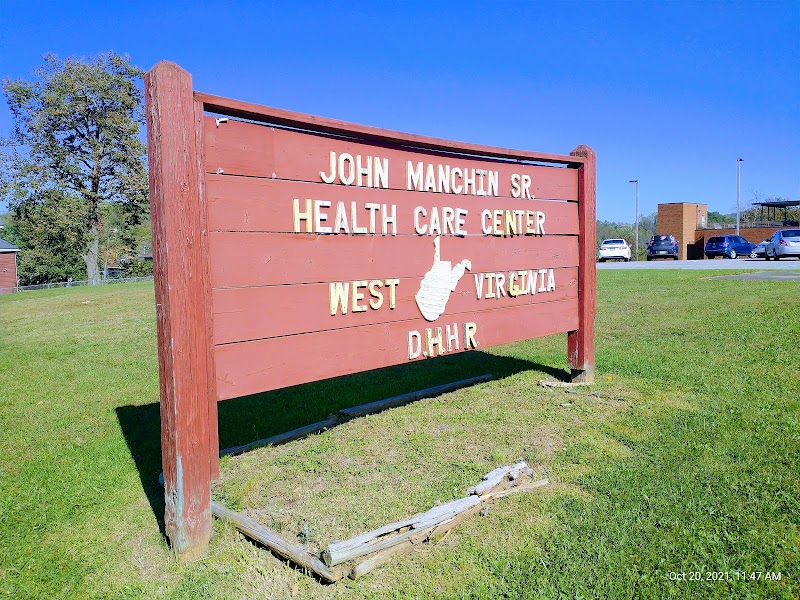 JOHN MANCHIN SR.
HEALTH CARE CENTER
WEST VIRGINIA
D.H.H.R.
Oct 20, 2021, 11:47 AM